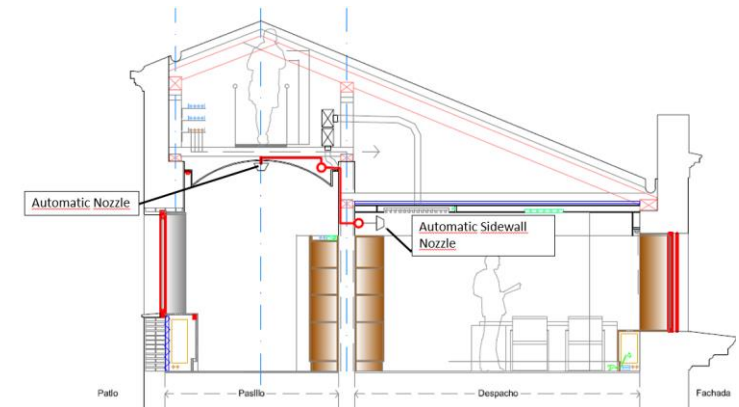 Automatic Nozzle
Automatic Sidewall
Nozzle
Patio
Pasillo
Despacho
Fachada